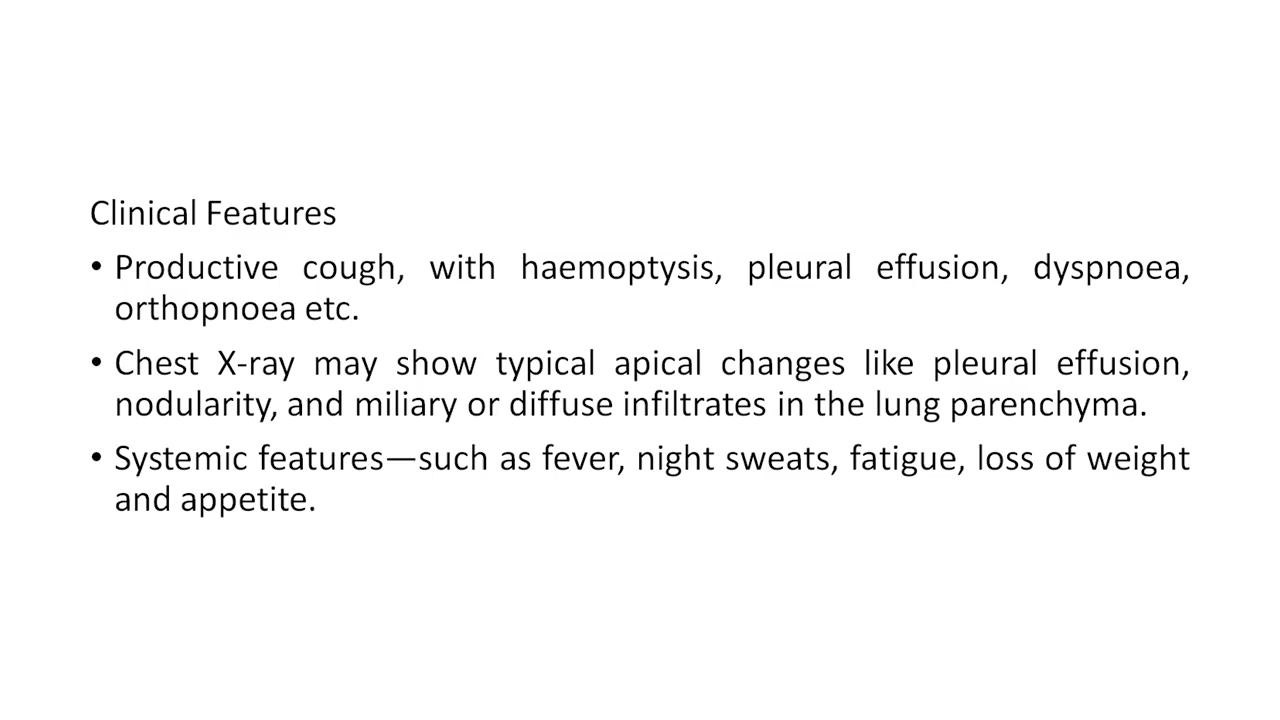 Clinical Features
• Productive cough, with haemoptysis, pleural effusion, dyspnoea,
orthopnoea etc.
• Chest X-ray may show typical apical changes like pleural effusion,
nodularity, and miliary or diffuse infiltrates in the lung parenchyma.
• Systemic features—such as fever, night sweats, fatigue, loss of weight
and appetite.